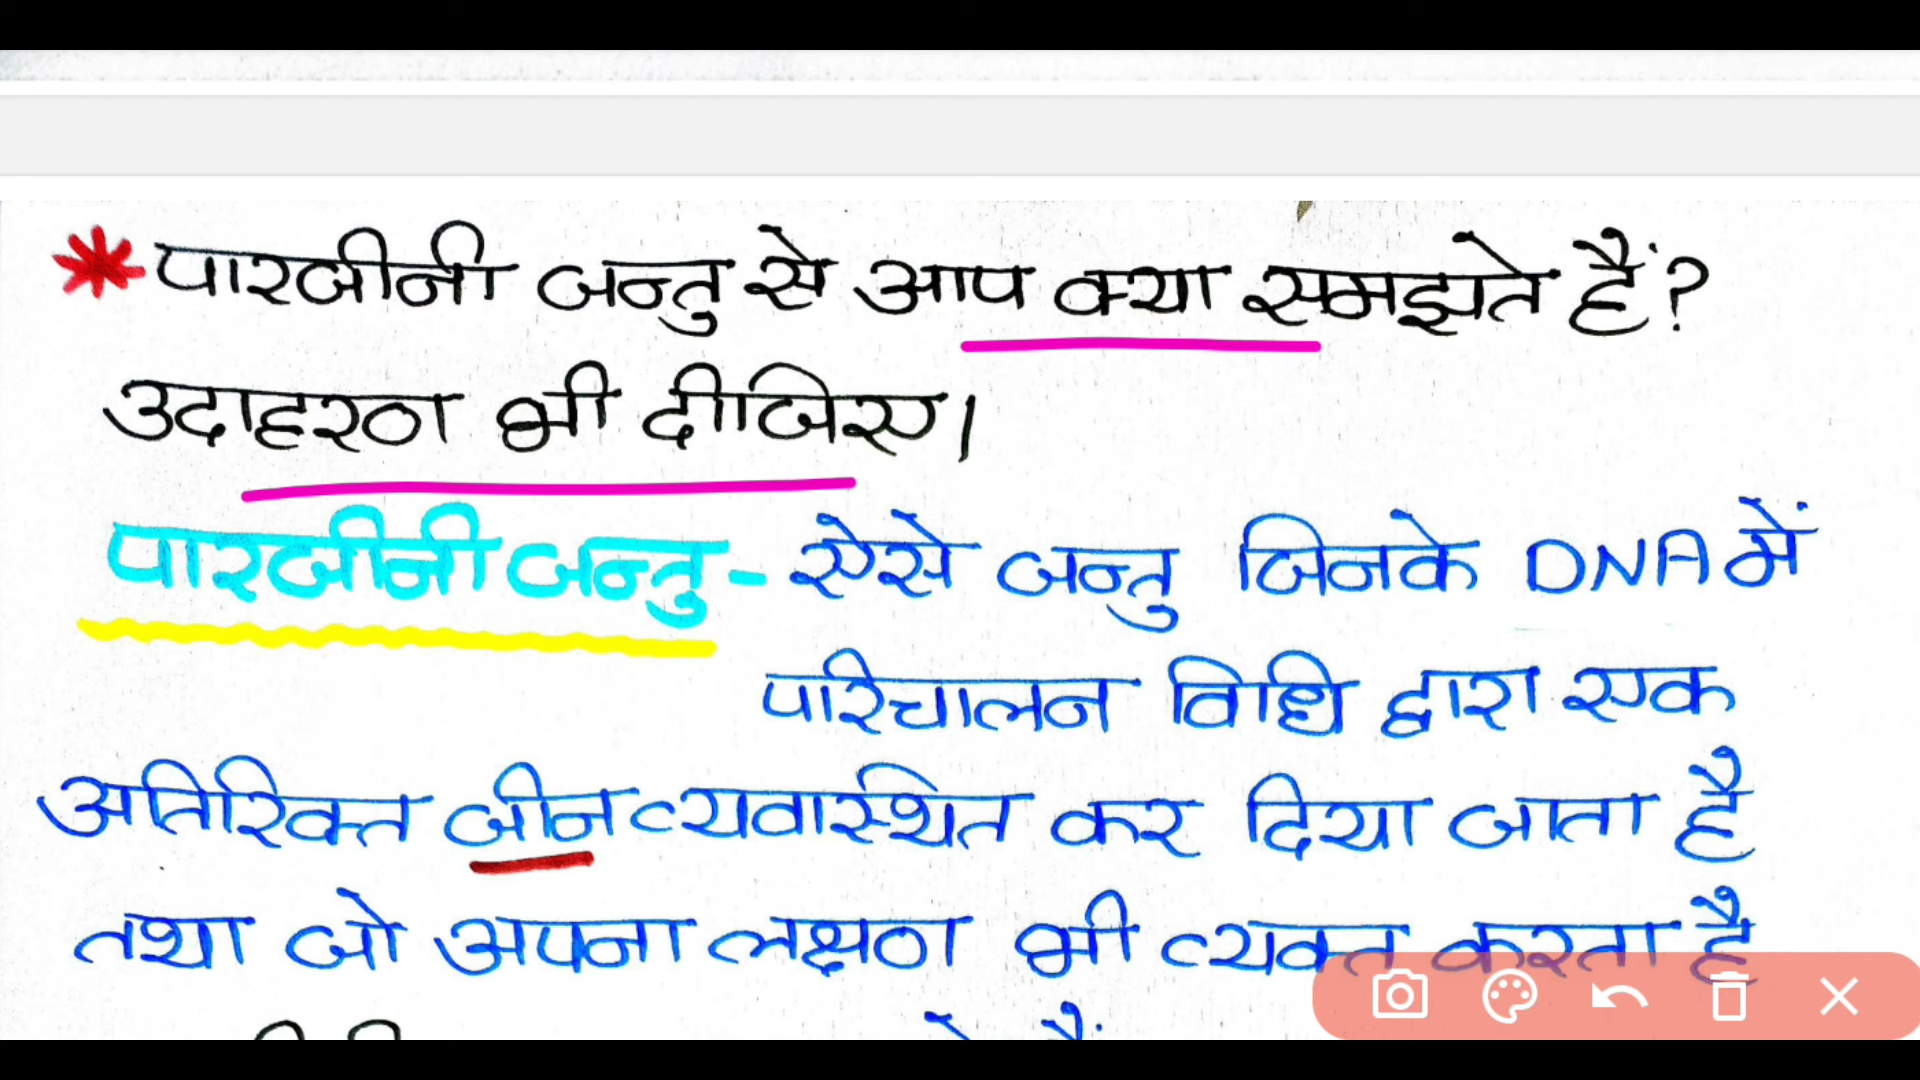 * पारजीनी जन्तु से आप क्या समझते हैं?
उदाहरण भी दीजिए।
पारजीनी जन्तु - ऐसे जन्तु जिनके DNA में
परिचालन विधि द्वारा एक
अतिरिक्त जीन व्यवास्थित कर दिया जाता है
तथा जो अपना लक्षण भी व्यक्त करता है